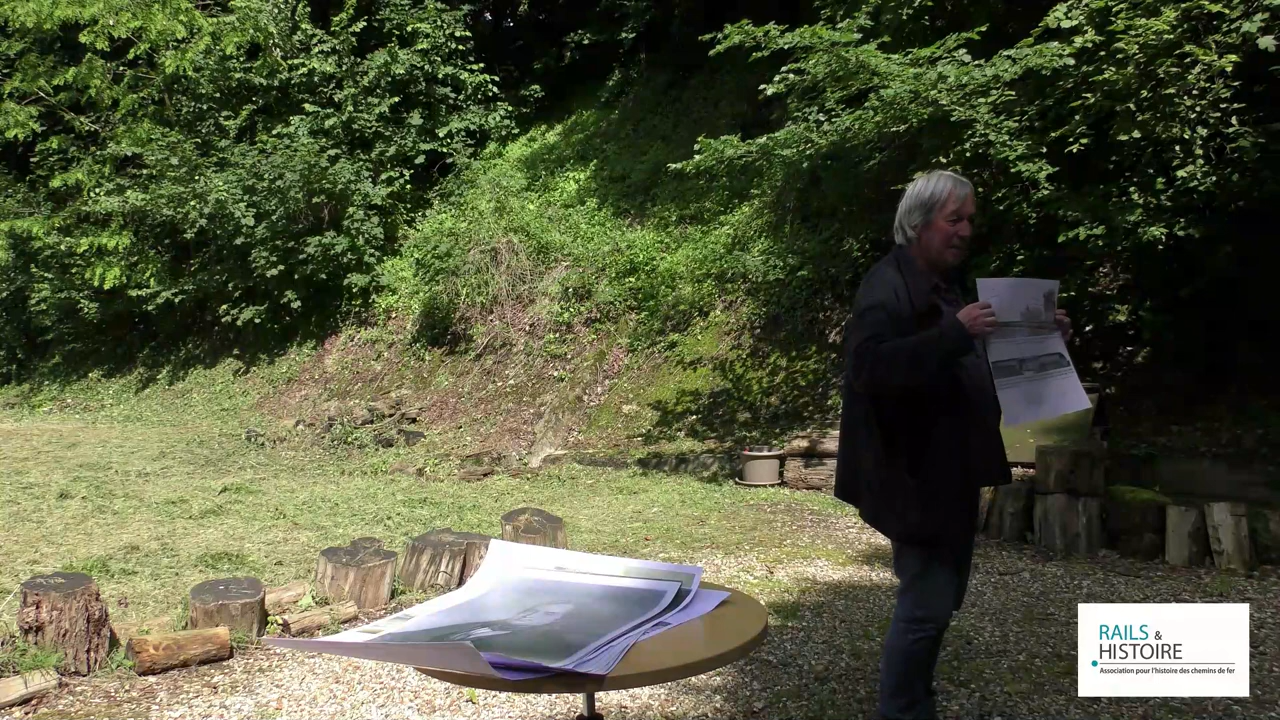 RAILS &
HISTOIRE
Association pour l'histoire des chemins de fer